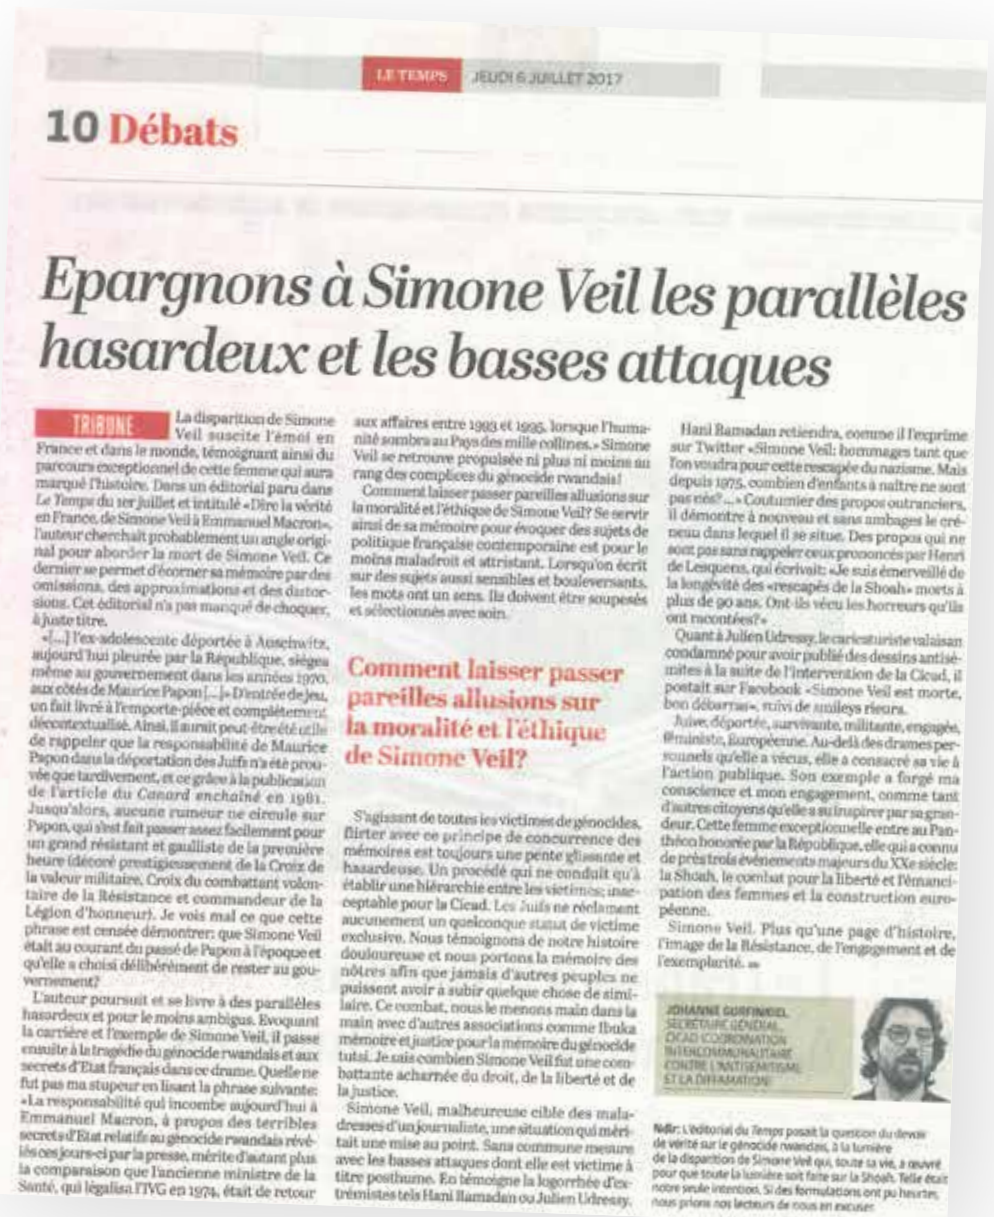 LE TEMPS JEUDI 6 JUILLET 2017
10 Débats
Epargnons à Simone Veil les parallèles
hasardeux et les basses attaques
TRIBUNE
La disparition de Simone
Veil suscite l'émoi en
France et dans le monde, témoignant ainsi du
parcours exceptionnel de cette femme qui aura
marqué l'histoire. Dans un éditorial paru dans
Le Temps du 1er juillet et intitulé «Dire la vérité
en France, de Simone Veil à Emmanuel Macron»,
l'auteur cherchait probablement un angle origi-
nal pour aborder la mort de Simone Veil. Ce
dernier se permet d'écorner sa mémoire par des
omissions, des approximations et des distor-
sions. Cet éditorial n'a pas manqué de choquer,
à juste titre.
«[...] l'ex-adolescente déportée à Auschwitz,
aujourd'hui pleurée par la République, siégea
même au gouvernement dans les années 1970,
aux côtés de Maurice Papon [...]» D'entrée de jeu,
un fait livré à l'emporte-pièce et complètement
décontextualisé. Ainsi, il aurait peut-être été utile
de rappeler que la responsabilité de Maurice
Papon dans la déportation des Juifs n'a été prou-
vée que tardivement, et ce grâce à la publication
de l'article du Canard enchaîné en 1981.
Jusqu'alors, aucune rumeur ne circule sur
Papon, qui s'est fait passer assez facilement pour
un grand résistant et gaulliste de la première
heure (décoré prestigieusement de la Croix de
la valeur militaire, Croix du combattant volon-
taire de la Résistance et commandeur de la
Légion d'honneur). Je vois mal ce que cette
phrase est censée démontrer: que Simone Veil
était au courant du passé de Papon à l'époque et
qu'elle a choisi délibérément de rester au gou-
vernement?
L'auteur poursuit et se livre à des parallèles
hasardeux et pour le moins ambigus. Evoquant
la carrière et l'exemple de Simone Veil, il passe
ensuite à la tragédie du génocide rwandais et aux
secrets d'Etat français dans ce drame. Quelle ne
fut pas ma stupeur en lisant la phrase suivante:
«La responsabilité qui incombe aujourd'hui à
Emmanuel Macron, à propos des terribles
secrets d'Etat relatifs au génocide rwandais révé-
lés ces jours-ci par la presse, mérite d'autant plus
la comparaison que l'ancienne ministre de la
Santé, qui légalisa l'IVG en 1974, était de retour
aux affaires entre 1993 et 1995, lorsque l'huma-
nité sombra au Pays des mille collines.» Simone
Veil se retrouve propulsée ni plus ni moins au
rang des complices du génocide rwandais!
Comment laisser passer pareilles allusions sur
la moralité et l'éthique de Simone Veil? Se servir
ainsi de sa mémoire pour évoquer des sujets de
politique française contemporaine est pour le
moins maladroit et attristant. Lorsqu'on écrit
sur des sujets aussi sensibles et bouleversants,
les mots ont un sens. Ils doivent être soupesés
et sélectionnés avec soin.
Comment laisser passer
pareilles allusions sur
la moralité et l'éthique
de Simone Veil?
S'agissant de toutes les victimes de génocides,
flirter avec ce principe de concurrence des
mémoires est toujours une pente glissante et
hasardeuse. Un procédé qui ne conduit qu'à
établir une hiérarchie entre les victimes; inac-
ceptable pour la Cicad. Les Juifs ne réclament
aucunement un quelconque statut de victime
exclusive. Nous témoignons de notre histoire
douloureuse et nous portons la mémoire des
nôtres afin que jamais d'autres peuples ne
puissent avoir à subir quelque chose de simi-
laire. Ce combat, nous le menons main dans la
main avec d'autres associations comme Ibuka
mémoire et justice pour la mémoire du génocide
tutsi. Je sais combien Simone Veil fut une com-
battante acharnée du droit, de la liberté et de
la justice.
Simone Veil, malheureuse cible des mala-
dresses d'un journaliste, une situation qui méri-
tait une mise au point. Sans commune mesure
avec les basses attaques dont elle est victime à
titre posthume. En témoigne la logorrhée d'ex-
trémistes tels Hani Ramadan ou Julien Udressy.
Hani Ramadan retiendra, comme il l'exprime
sur Twitter «Simone Veil: hommages tant que
l'on voudra pour cette rescapée du nazisme. Mais
depuis 1975, combien d'enfants à naître ne sont
pas nés? ...» Coutumier des propos outranciers,
il démontre à nouveau et sans ambages le cré-
neau dans lequel il se situe. Des propos qui ne
sont pas sans rappeler ceux prononcés par Henri
de Lesquens, qui écrivait: «Je suis émerveillé de
la longévité des «rescapés de la Shoah» morts à
plus de 90 ans. Ont-ils vécu les horreurs qu'ils
ont racontées?»
Quant à Julien Udressy, le caricaturiste valaisan
condamné pour avoir publié des dessins antisé-
mites à la suite de l'intervention de la Cicad, il
postait sur Facebook «Simone Veil est morte,
bon débarras», suivi de smileys rieurs.
Juive, déportée, survivante, militante, engagée,
féministe, Européenne. Au-delà des drames per-
sonnels qu'elle a vécus, elle a consacré sa vie à
l'action publique. Son exemple a forgé ma
conscience et mon engagement, comme tant
d'autres citoyens qu'elle a su inspirer par sa gran-
deur. Cette femme exceptionnelle entre au Pan-
théon honorée par la République, elle qui a connu
de près trois événements majeurs du XXe siècle:
la Shoah, le combat pour la liberté et l'émanci-
pation des femmes et la construction euro-
péenne.
Simone Veil. Plus qu'une page d'histoire,
l'image de la Résistance, de l'engagement et de
l'exemplarité.
JOHANNE GURFINKIEL
SECRÉTAIRE GÉNÉRAL,
CICAD (COORDINATION
INTERCOMMUNAUTAIRE
CONTRE L'ANTISÉMITISME
ET LA DIFFAMATION)
Ndlr: L'éditorial du Temps posait la question du devoir
de vérité sur le génocide rwandais, à la lumière
de la disparition de Simone Veil qui, toute sa vie, a œuvré
pour que toute la lumière soit faite sur la Shoah. Telle était
notre seule intention. Si des formulations ont pu heurter,
nous prions nos lecteurs de nous en excuser.